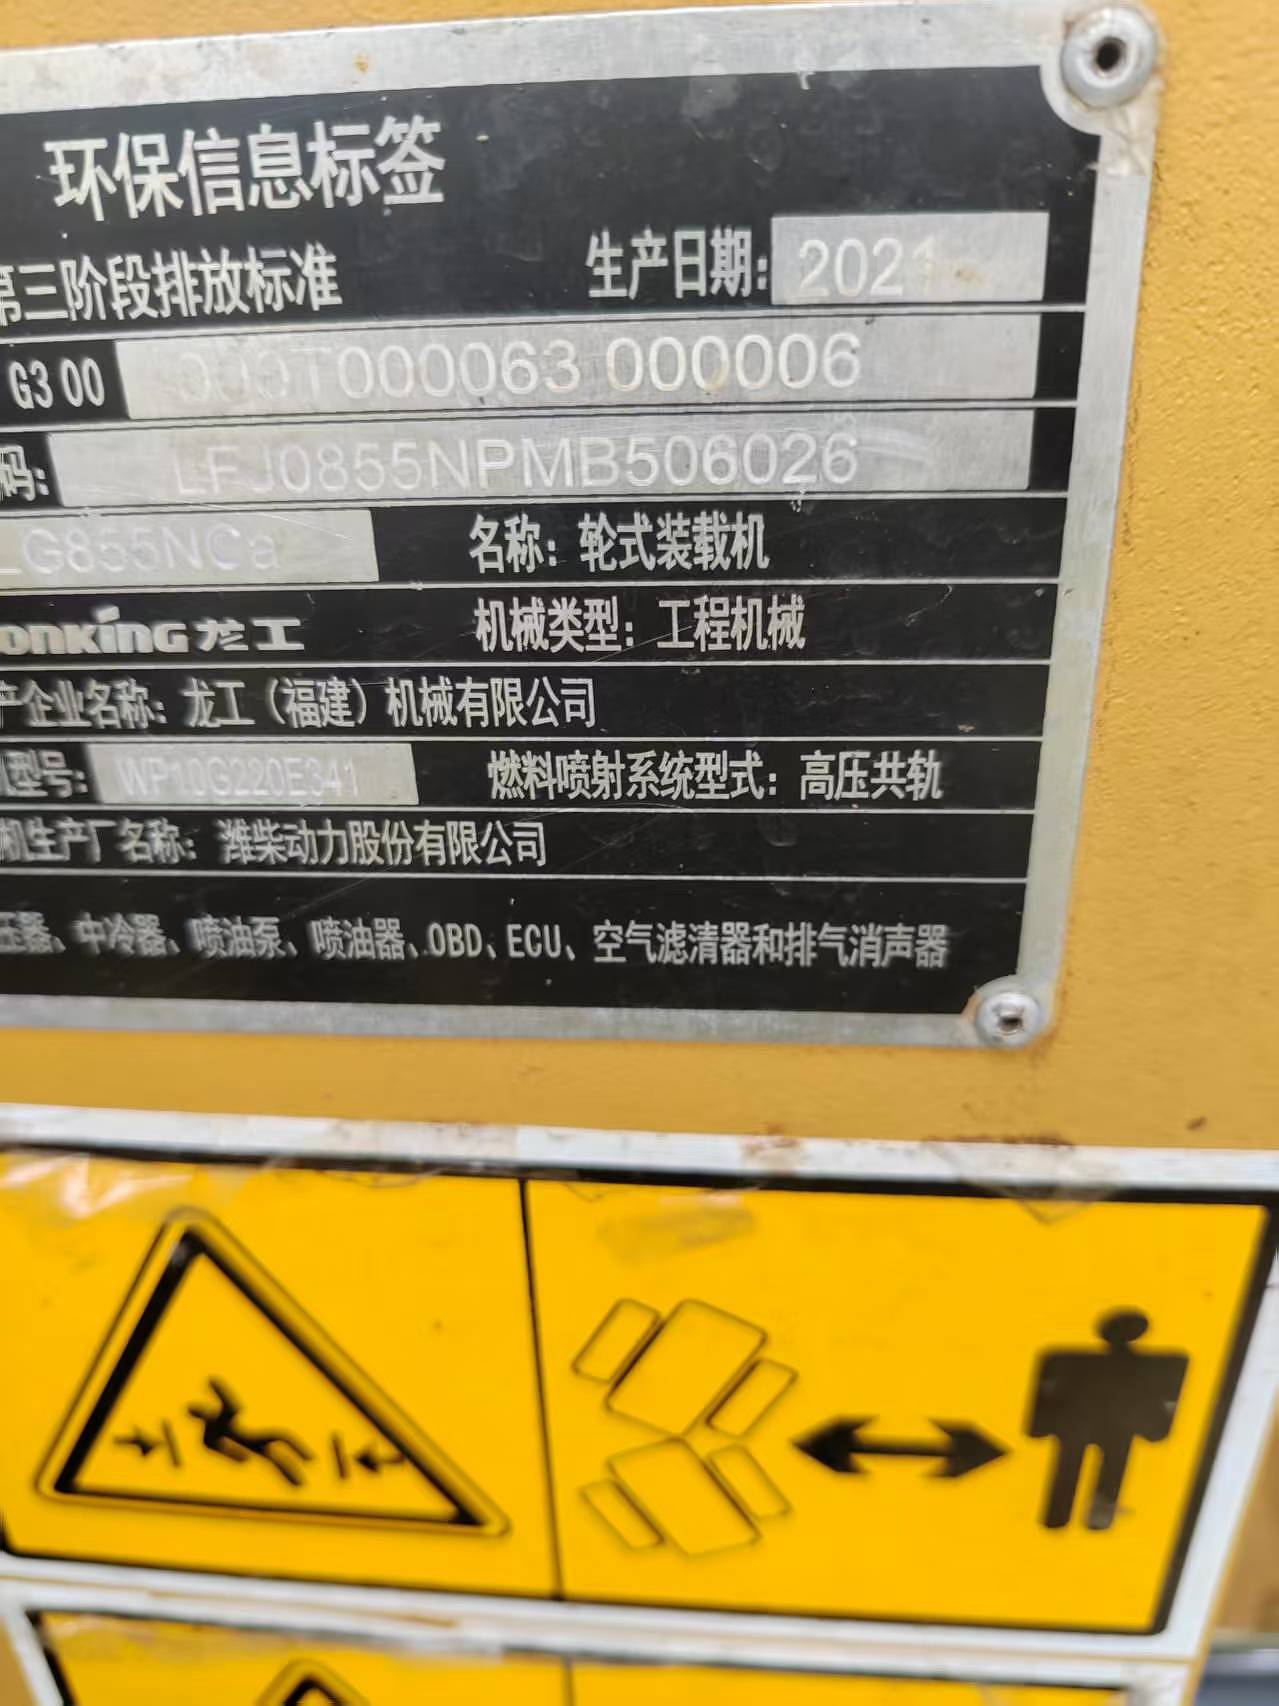 环保信息标签
第三阶段排放标准 生产日期: 2021
G3 00 T000063 000006
码: LFJ0855NPMB506026
G855NCa 名称: 轮式装载机
ONKING 龙工 机械类型: 工程机械
产企业名称: 龙工（福建）机械有限公司
型号: WP10G220E341 燃料喷射系统型式: 高压共轨
机生产厂名称: 潍柴动力股份有限公司
压器、中冷器、喷油泵、喷油器、OBD、ECU、空气滤清器和排气消声器